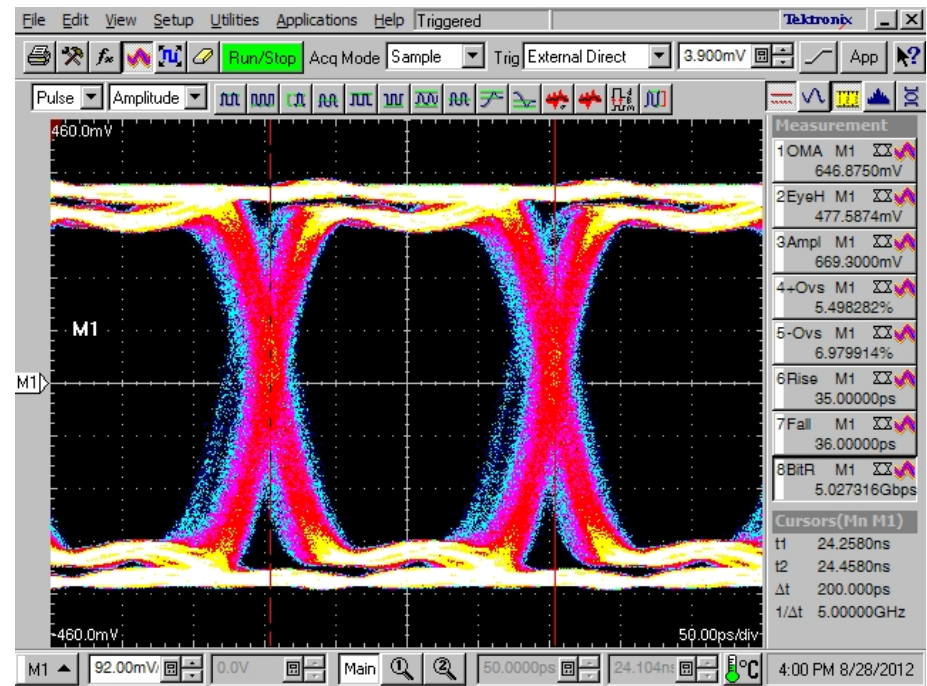 File Edit View Setup Utilities Applications Help Triggered Tektronix
Run/Stop Acq Mode Sample Trig External Direct 3.900mV App
Pulse Amplitude
460.0mV
M1
M1
-460.0mV 50.00ps/div
Measurement
1OMA M1
646.8750mV
2EyeH M1
477.5874mV
3Ampl M1
669.3000mV
4+Ovs M1
5.498282%
5-Ovs M1
6.979914%
6Rise M1
35.00000ps
7Fall M1
36.00000ps
8BitR M1
5.027316Gbps
Cursors(Mn M1)
t1 24.2580ns
t2 24.4580ns
Δt 200.000ps
1/Δt 5.00000GHz
M1 92.00mV/ 0.0V Main 1 2 50.0000ps 24.104n °C 4:00 PM 8/28/2012